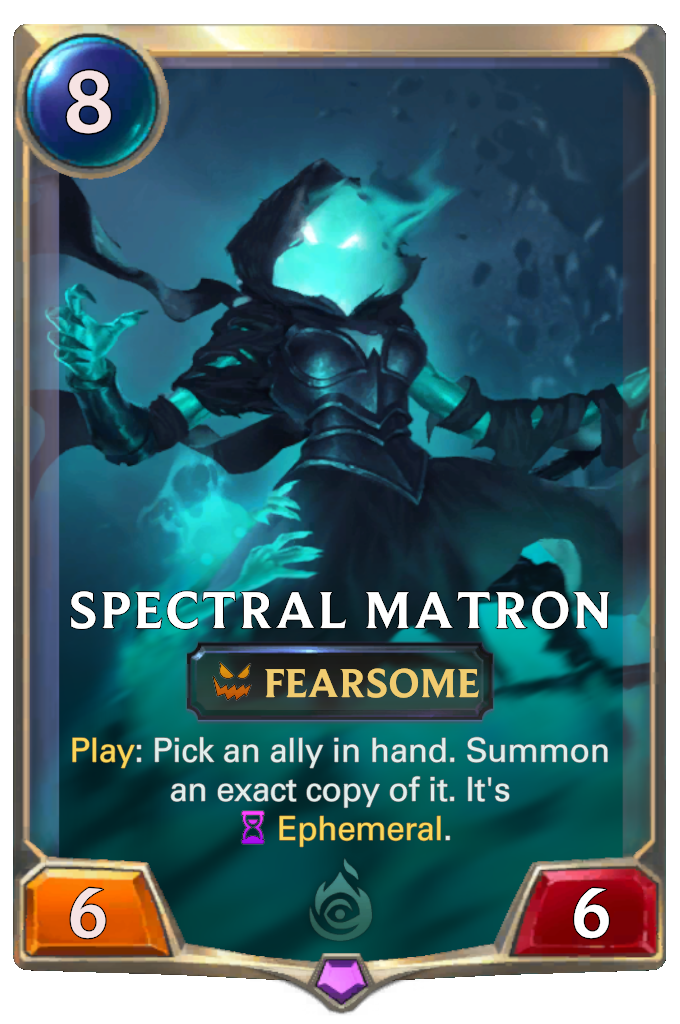 8
SPECTRAL MATRON
FEARSOME
Play: Pick an ally in hand. Summon
an exact copy of it. It's
Ephemeral.
6
6